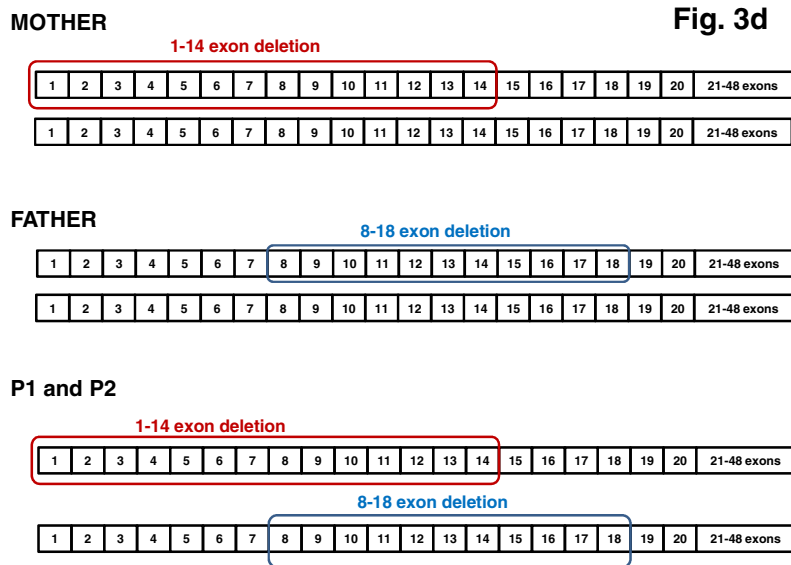 MOTHER
Fig. 3d
1-14 exon deletion
1 2 3 4 5 6 7 8 9 10 11 12 13 14 15 16 17 18 19 20 21-48 exons
1 2 3 4 5 6 7 8 9 10 11 12 13 14 15 16 17 18 19 20 21-48 exons
FATHER
8-18 exon deletion
1 2 3 4 5 6 7 8 9 10 11 12 13 14 15 16 17 18 19 20 21-48 exons
1 2 3 4 5 6 7 8 9 10 11 12 13 14 15 16 17 18 19 20 21-48 exons
P1 and P2
1-14 exon deletion
1 2 3 4 5 6 7 8 9 10 11 12 13 14 15 16 17 18 19 20 21-48 exons
8-18 exon deletion
1 2 3 4 5 6 7 8 9 10 11 12 13 14 15 16 17 18 19 20 21-48 exons